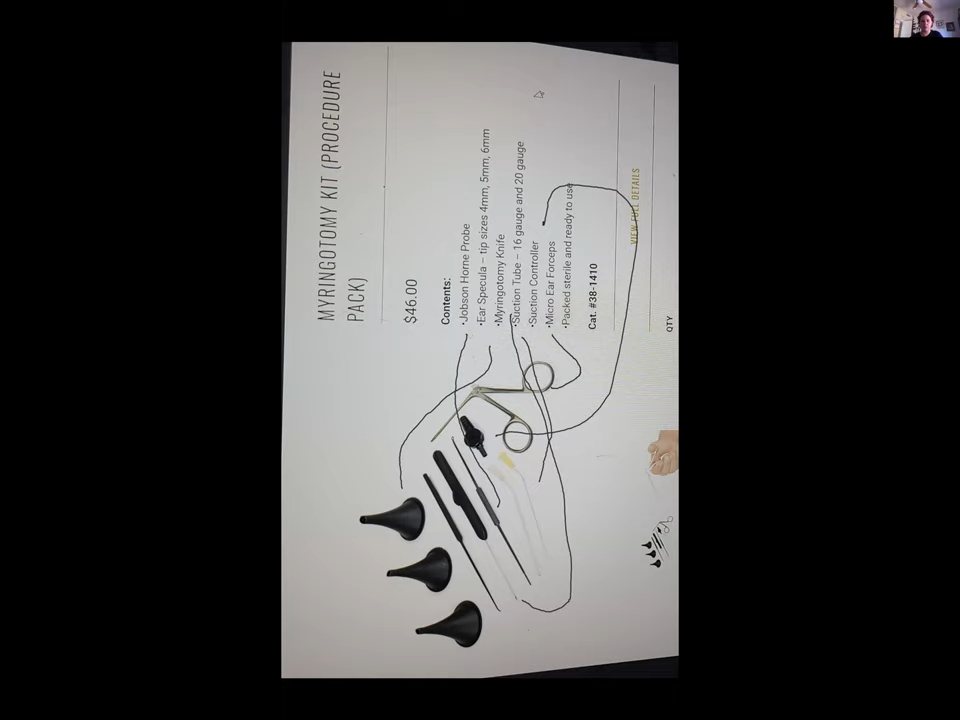 MYRINGOTOMY KIT (PROCEDURE
PACK)
$46.00
Contents:
•Jobson Horne Probe
•Ear Specula – tip sizes 4mm, 5mm, 6mm
•Myringotomy Knife
•Suction Tube – 16 gauge and 20 gauge
•Suction Controller
•Micro Ear Forceps
•Packed sterile and ready to use
Cat. #38-1410
VIEW FULL DETAILS
QTY